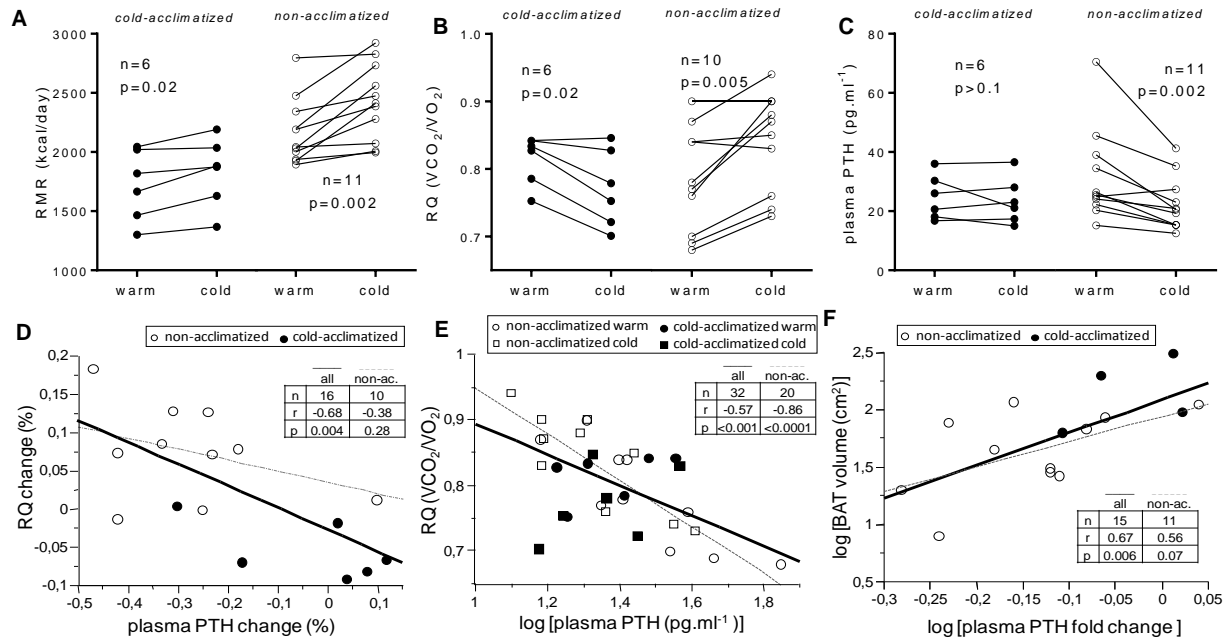 A
cold-acclimatized
non-acclimatized
3000
2500
2000
1500
1000
RMR (kcal/day)
n=6
p=0.02
n=11
p=0.002
warm
cold
warm
cold
B
cold-acclimatized
non-acclimatized
1.0
0.9
0.8
0.7
RQ (VCO2/VO2)
n=6
p=0.02
n=10
p=0.005
warm
cold
warm
cold
C
cold-acclimatized
non-acclimatized
80
60
40
20
0
plasma PTH (pg.ml-1)
n=6
p>0.1
n=11
p=0.002
warm
cold
warm
cold
D
non-acclimatized
cold-acclimatized
0,2
0,15
0,1
0,05
0
-0,05
-0,1
RQ change (%)
all non-ac.
n 16 10
r -0.68 -0.38
p 0.004 0.28
-0,5 -0,4 -0,3 -0,2 -0,1 0 0,1
plasma PTH change (%)
E
non-acclimatized warm
cold-acclimatized warm
non-acclimatized cold
cold-acclimatized cold
1
0,9
0,8
0,7
RQ (VCO2/VO2)
all non-ac.
n 32 20
r -0.57 -0.86
p <0.001 <0.0001
1 1,2 1,4 1,6 1,8
log [plasma PTH (pg.ml-1)]
F
non-acclimatized
cold-acclimatized
2,5
2,0
1,5
1,0
0,5
log [BAT volume (cm2)]
all non-ac.
n 15 11
r 0.67 0.56
p 0.006 0.07
-0,3 -0,25 -0,2 -0,15 -0,1 -0,05 0 0,05
log [plasma PTH fold change ]